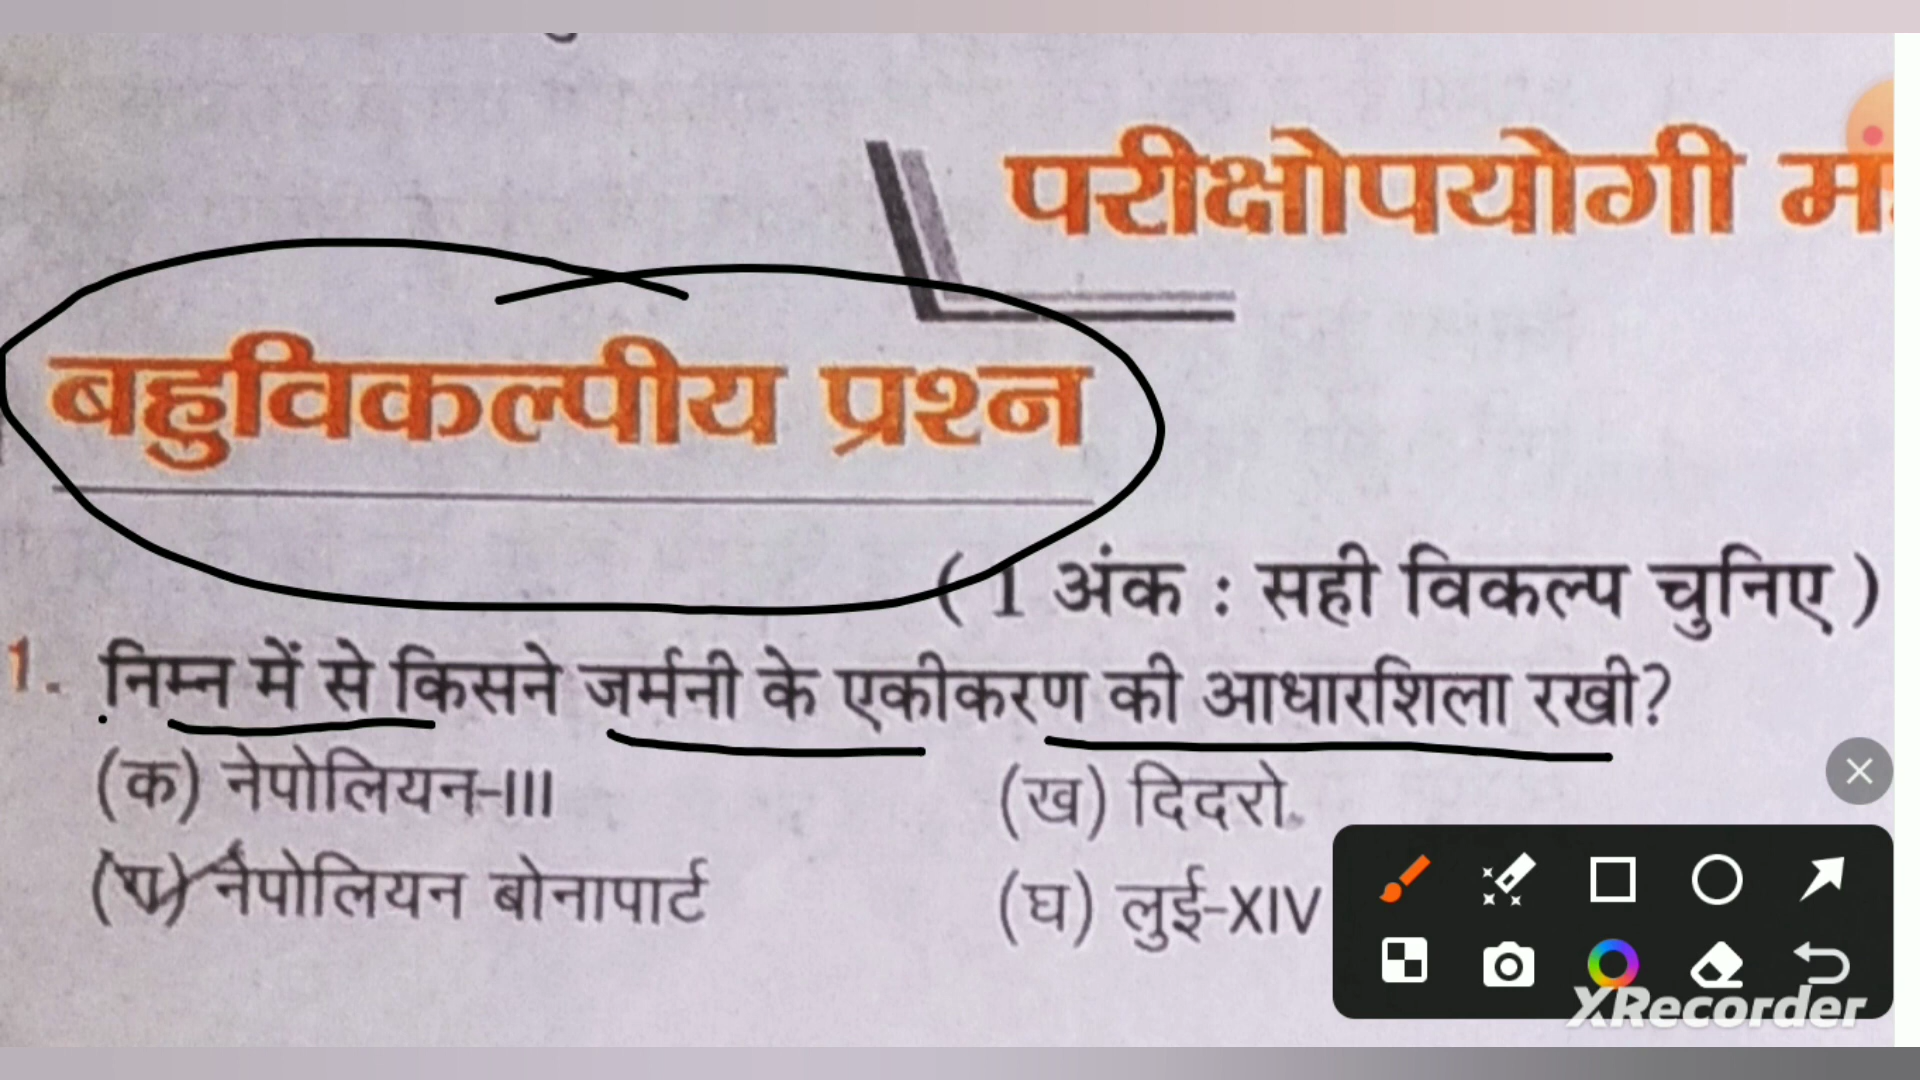 परीक्षोपयोगी
बहुविकल्पीय प्रश्न
( 1 अंक : सही विकल्प चुनिए )
1. निम्न में से किसने जर्मनी के एकीकरण की आधारशिला रखी?
(क) नेपोलियन-III (ख) दिदरो
(ग) नेपोलियन बोनापार्ट (घ) लुई-XIV
XRecorder